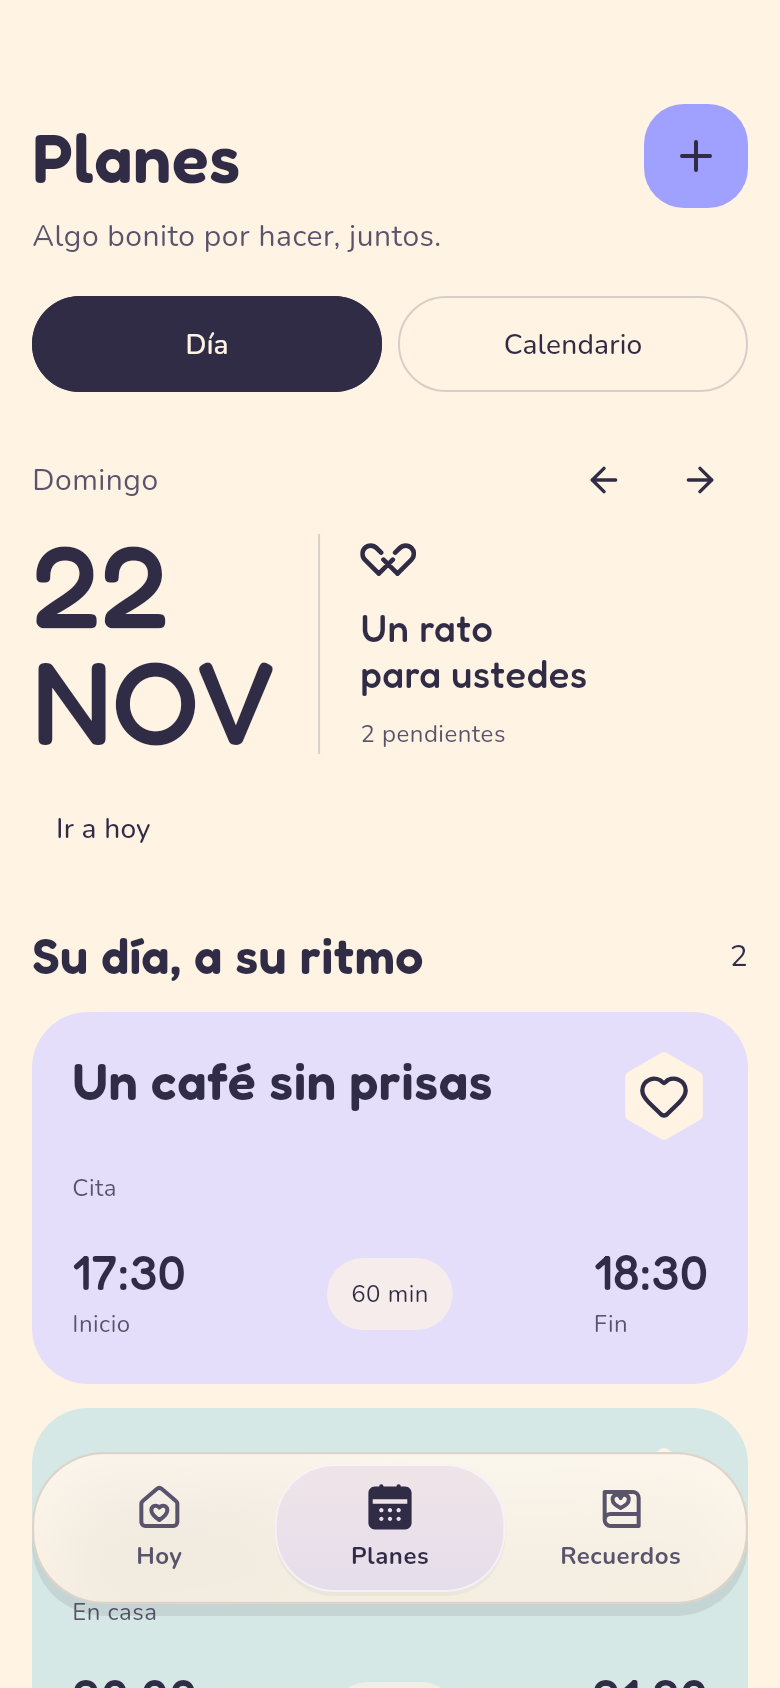 Planes
Algo bonito por hacer, juntos.
Día
Calendario
Domingo
22
NOV
Un rato
para ustedes
2 pendientes
Ir a hoy
Su día, a su ritmo
2
Un café sin prisas
Cita
17:30
60 min
18:30
Inicio
Fin
Hoy
Planes
Recuerdos
En casa